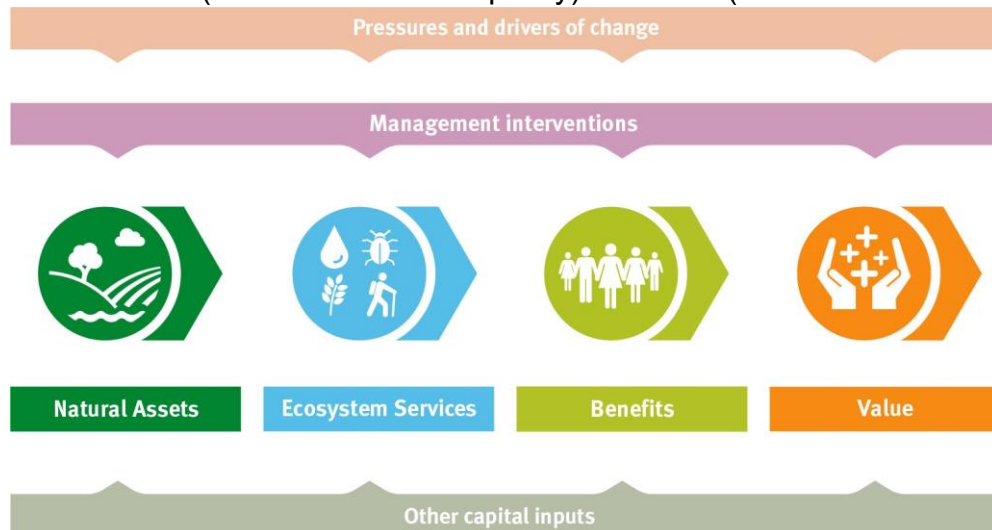 Pressures and drivers of change
Management interventions
Natural Assets
Ecosystem Services
Benefits
Value
Other capital inputs